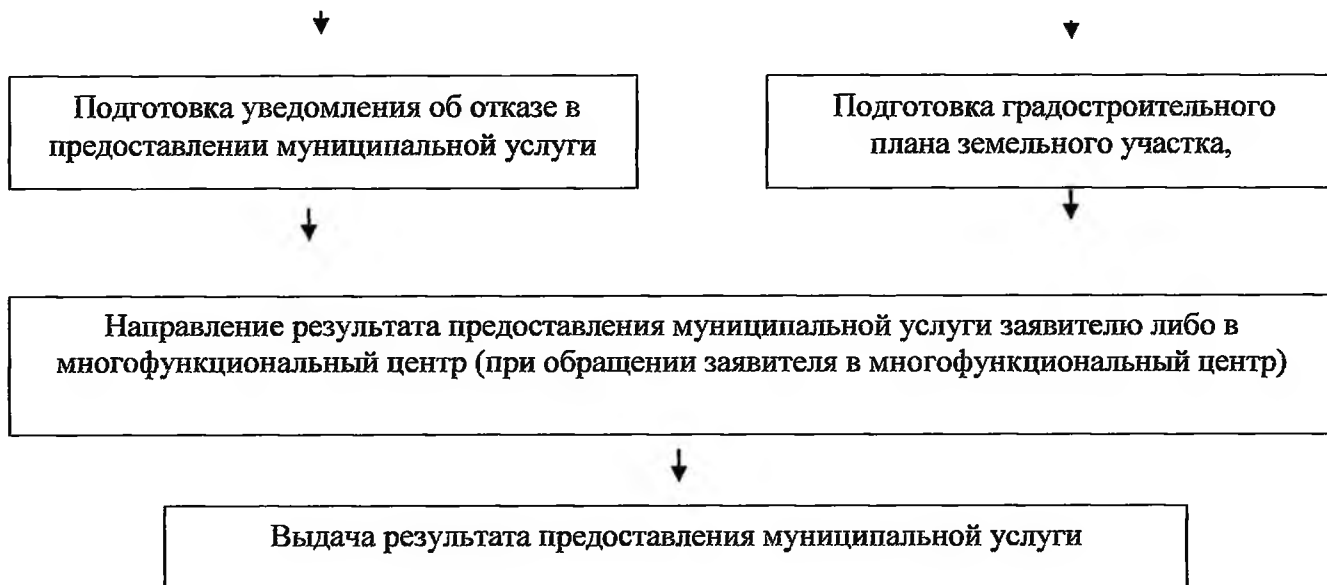 Подготовка уведомления об отказе в
предоставлении муниципальной услуги
Подготовка градостроительного
плана земельного участка,
Направление результата предоставления муниципальной услуги заявителю либо в
многофункциональный центр (при обращении заявителя в многофункциональный центр)
Выдача результата предоставления муниципальной услуги